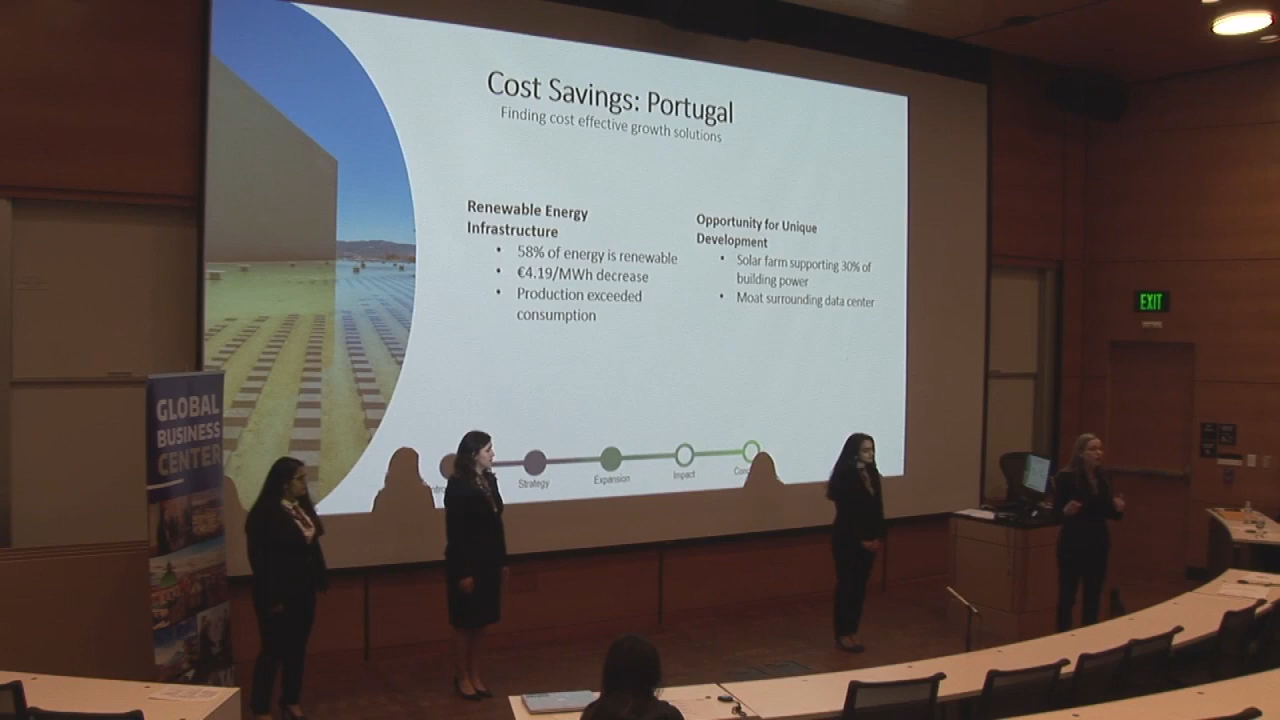 Cost Savings: Portugal
Finding cost effective growth solutions
Renewable Energy
Infrastructure
• 58% of energy is renewable
• €4.19/MWh decrease
• Production exceeded
consumption
Opportunity for Unique
Development
• Solar farm supporting 30% of
building power
• Moat surrounding data center
Strategy
Expansion
Impact
GLOBAL
BUSINESS
CENTER
EXIT